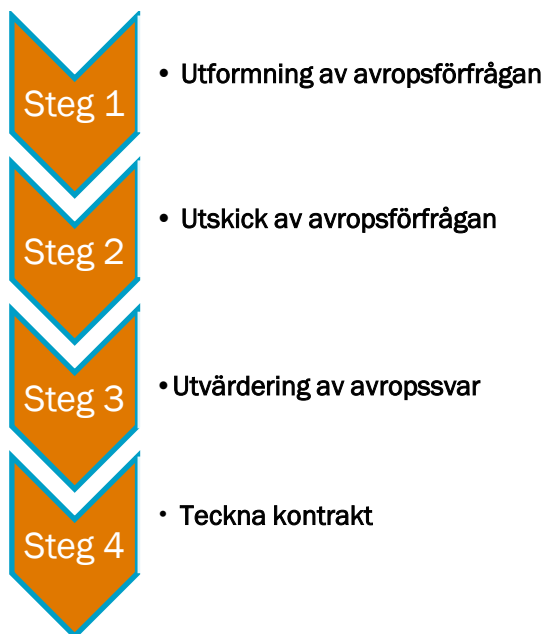 Steg 1
• Utformning av avropsförfrågan
Steg 2
• Utskick av avropsförfrågan
Steg 3
• Utvärdering av avropssvar
Steg 4
• Teckna kontrakt